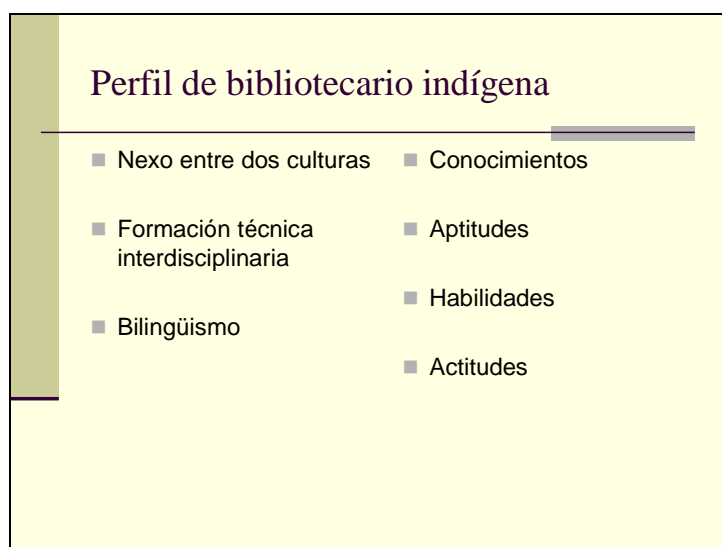 Perfil de bibliotecario indígena
Nexo entre dos culturas
Formación técnica
interdisciplinaria
Bilingüismo
Conocimientos
Aptitudes
Habilidades
Actitudes